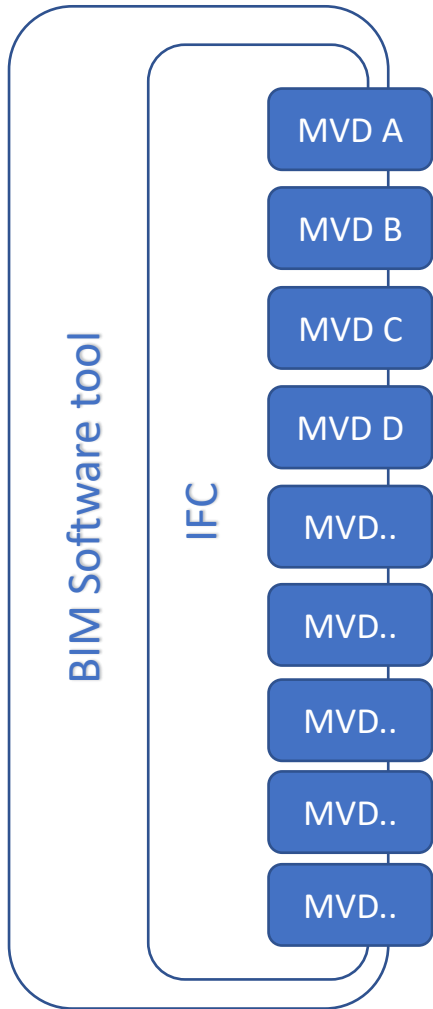 BIM Software tool
IFC
MVD A
MVD B
MVD C
MVD D
MVD..
MVD..
MVD..
MVD..
MVD..